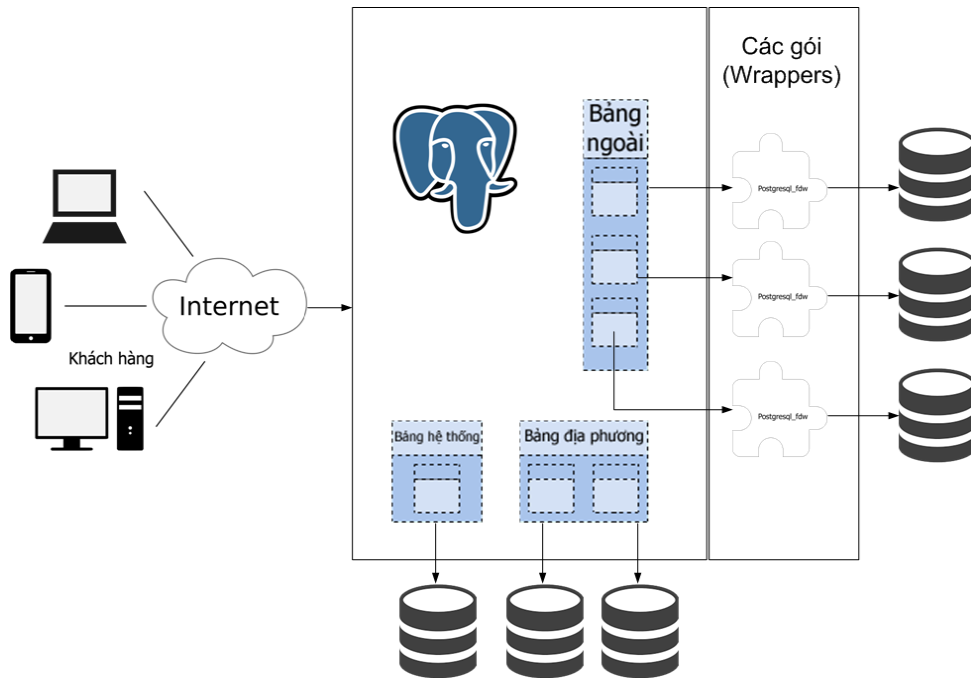 Các gói
(Wrappers)
Bảng
ngoài
Postgresql_fdw
Internet
Postgresql_fdw
Khách hàng
Postgresql_fdw
Bảng hệ thống
Bảng địa phương